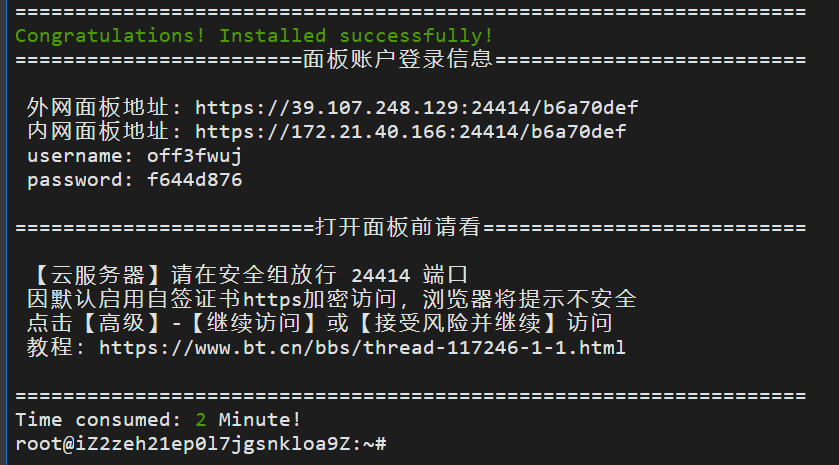 ==================================================================
Congratulations! Installed successfully!
========================面板账户登录信息==========================
外网面板地址: https://39.107.248.129:24414/b6a70def
内网面板地址: https://172.21.40.166:24414/b6a70def
username: off3fwuj
password: f644d876
=========================打开面板前请看===========================
【云服务器】请在安全组放行 24414 端口
因默认启用自签证书https加密访问，浏览器将提示不安全
点击【高级】-【继续访问】或【接受风险并继续】访问
教程: https://www.bt.cn/bbs/thread-117246-1-1.html
==================================================================
Time consumed: 2 Minute!
root@iZ2zeh21ep0l7jgsnkloa9Z:~#